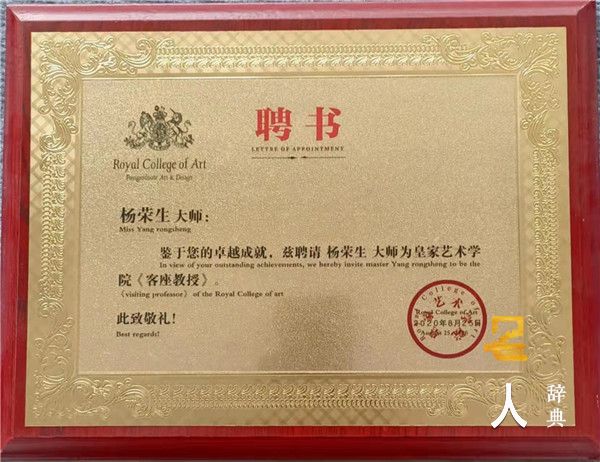 聘书
LETTRE OF APPOINTMENT
Royal College of Art
Postgraduate Art & Design
杨荣生 大师：
Miss Yang rongsheng
鉴于您的卓越成就，兹聘请 杨荣生 大师为皇家艺术学
In view of your outstanding achievements, we hereby invite master Yang rongsheng to be the
院《客座教授》。
《visiting professor》 of the Royal College of art
此致敬礼！
Best regards!
Royal College of Art
2020年8月25日
人 辞典